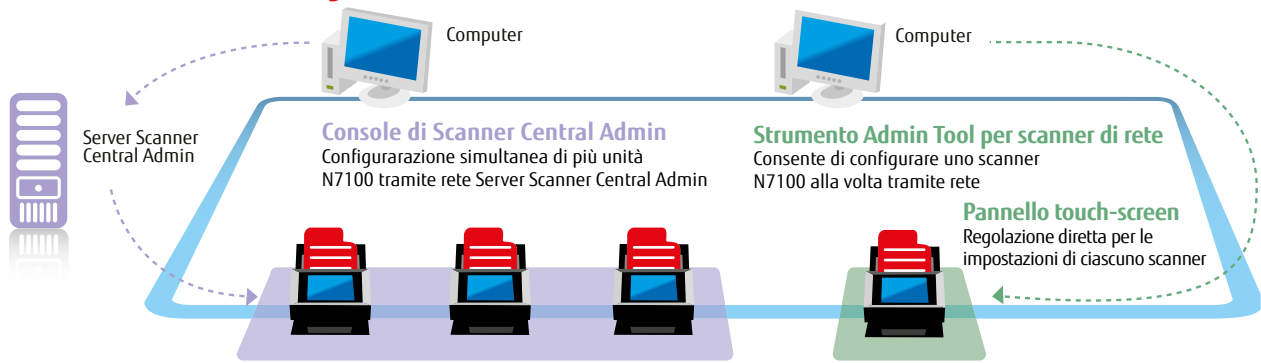 Computer
Computer
Server Scanner
Central Admin
Console di Scanner Central Admin
Configurarazione simultanea di più unità
N7100 tramite rete Server Scanner Central Admin
Strumento Admin Tool per scanner di rete
Consente di configurare uno scanner
N7100 alla volta tramite rete
Pannello touch-screen
Regolazione diretta per le
impostazioni di ciascuno scanner